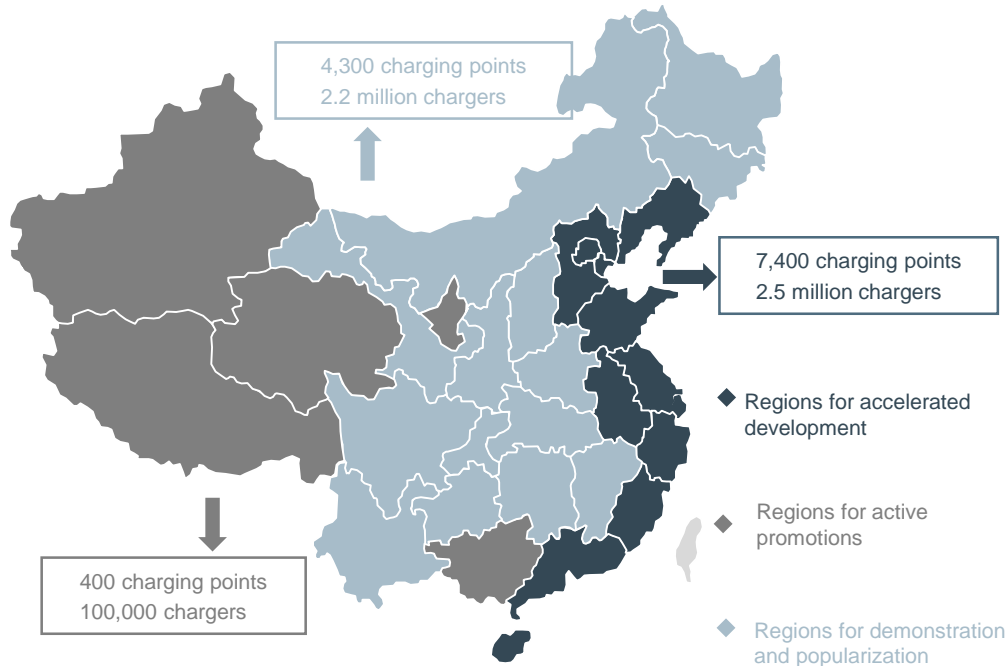 4,300 charging points
2.2 million chargers
7,400 charging points
2.5 million chargers
Regions for accelerated
development
Regions for active
promotions
400 charging points
100,000 chargers
Regions for demonstration
and popularization